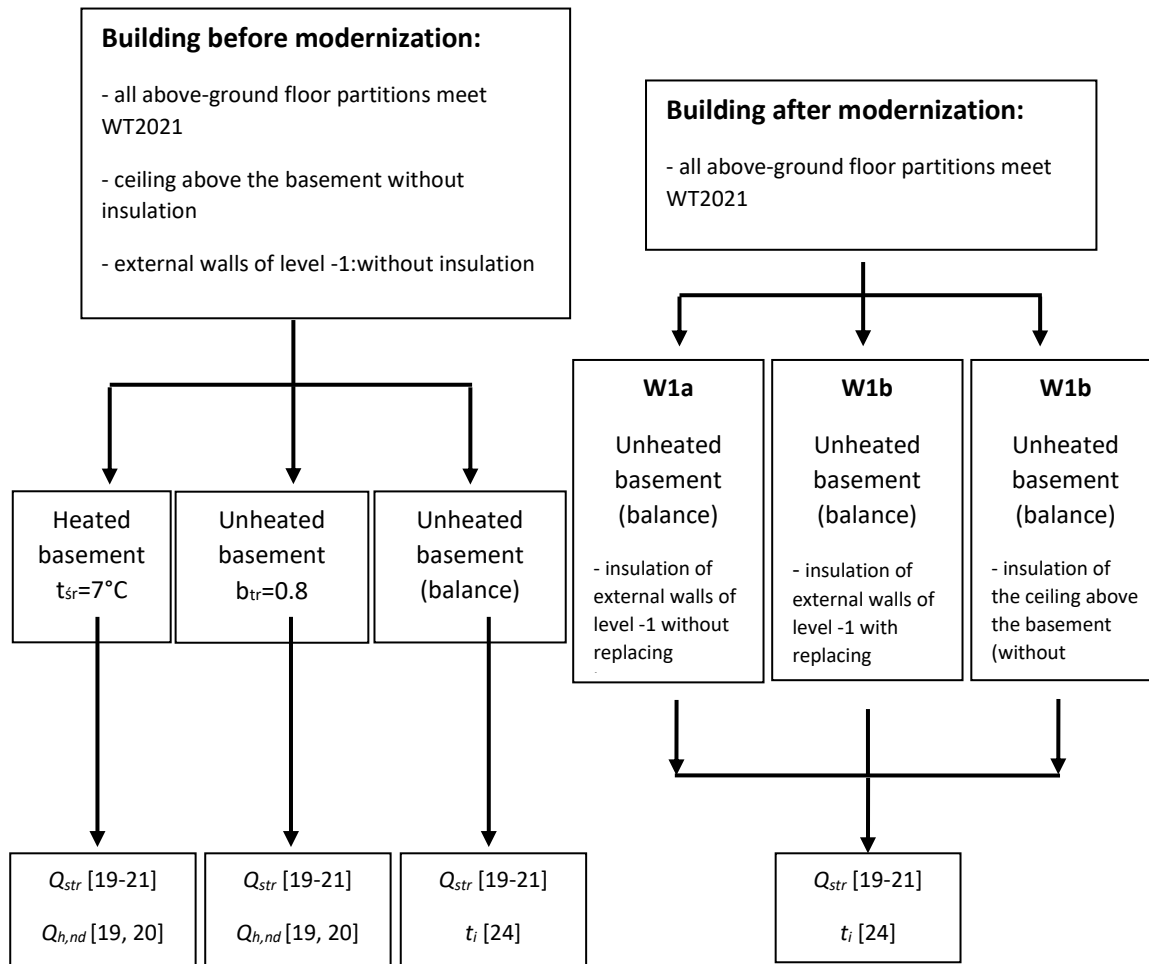 Building before modernization:
- all above-ground floor partitions meet
WT2021
- ceiling above the basement without
insulation
- external walls of level -1:without insulation
Building after modernization:
- all above-ground floor partitions meet
WT2021
Heated
basement
tśr=7°C
Unheated
basement
btr=0.8
Unheated
basement
(balance)
W1a
Unheated
basement
(balance)
- insulation of
external walls of
level -1 without
replacing
W1b
Unheated
basement
(balance)
- insulation of
external walls of
level -1 with
replacing
W1b
Unheated
basement
(balance)
- insulation of
the ceiling above
the basement
(without
Qstr [19-21]
Qh,nd [19, 20]
Qstr [19-21]
Qh,nd [19, 20]
Qstr [19-21]
ti [24]
Qstr [19-21]
ti [24]